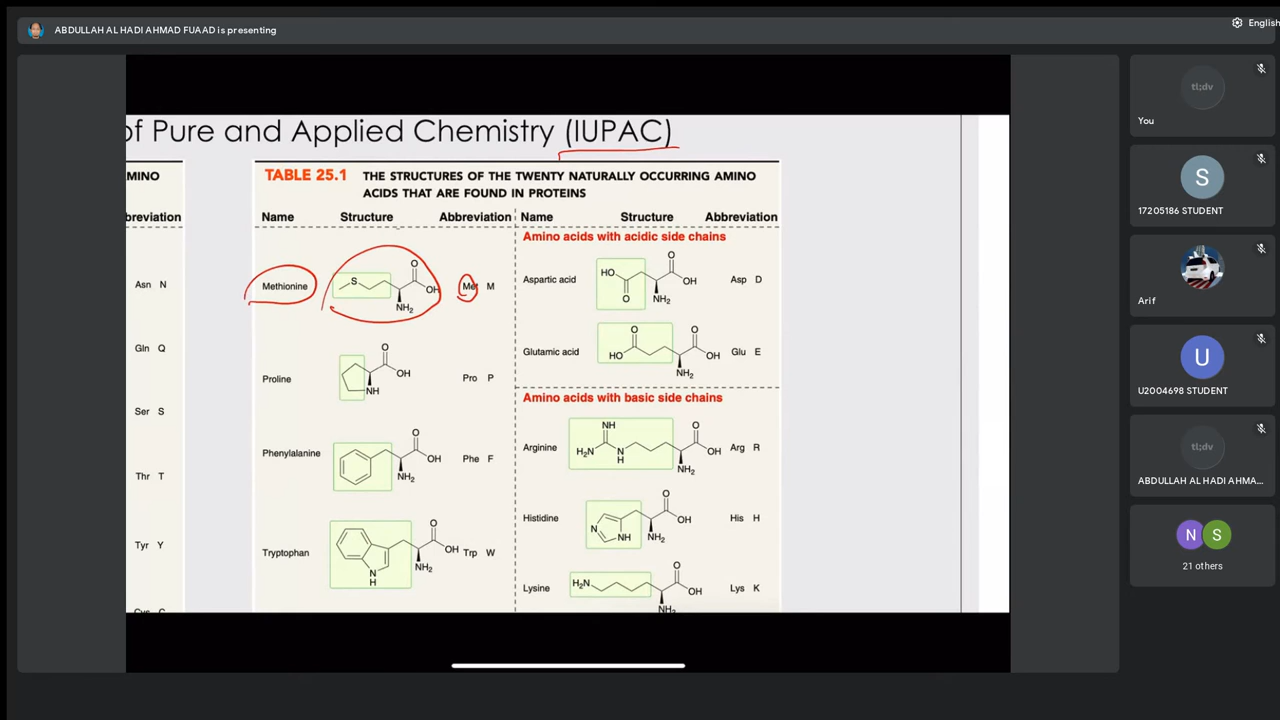 ABDULLAH AL HADI AHMAD FUAAD is presenting
English
of Pure and Applied Chemistry (IUPAC)
MINO
breviation
Asn N
Gln Q
Ser S
Thr T
Tyr Y
Cys C
TABLE 25.1 THE STRUCTURES OF THE TWENTY NATURALLY OCCURRING AMINO
ACIDS THAT ARE FOUND IN PROTEINS
Name Structure Abbreviation
Methionine
S
O
OH
NH₂
Met M
Proline
O
OH
NH
Pro P
Phenylalanine
O
OH
NH₂
Phe F
Tryptophan
O
OH
NH₂
N
H
Trp W
Name Structure Abbreviation
Amino acids with acidic side chains
Aspartic acid
HO
O
O
OH
NH₂
Asp D
Glutamic acid
O
HO
O
OH
NH₂
Glu E
Amino acids with basic side chains
Arginine
NH
H₂N
N
H
O
OH
NH₂
Arg R
Histidine
N
NH
O
OH
NH₂
His H
Lysine
H₂N
O
OH
NH₂
Lys K
tl;dv
You
S
17205186 STUDENT
Arif
U
U2004698 STUDENT
tl;dv
ABDULLAH AL HADI AHMA...
N S
21 others